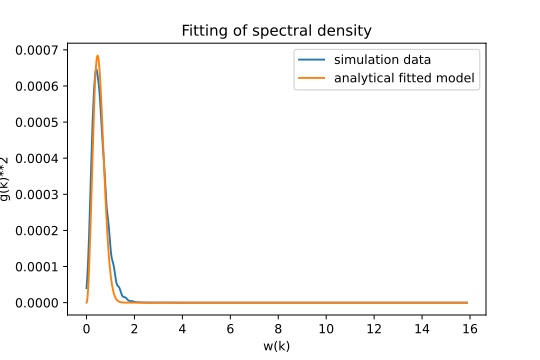 Fitting of spectral density
simulation data
analytical fitted model
0.0007
0.0006
0.0005
0.0004
0.0003
0.0002
0.0001
0.0000
g(k)**2
0 2 4 6 8 10 12 14 16
w(k)